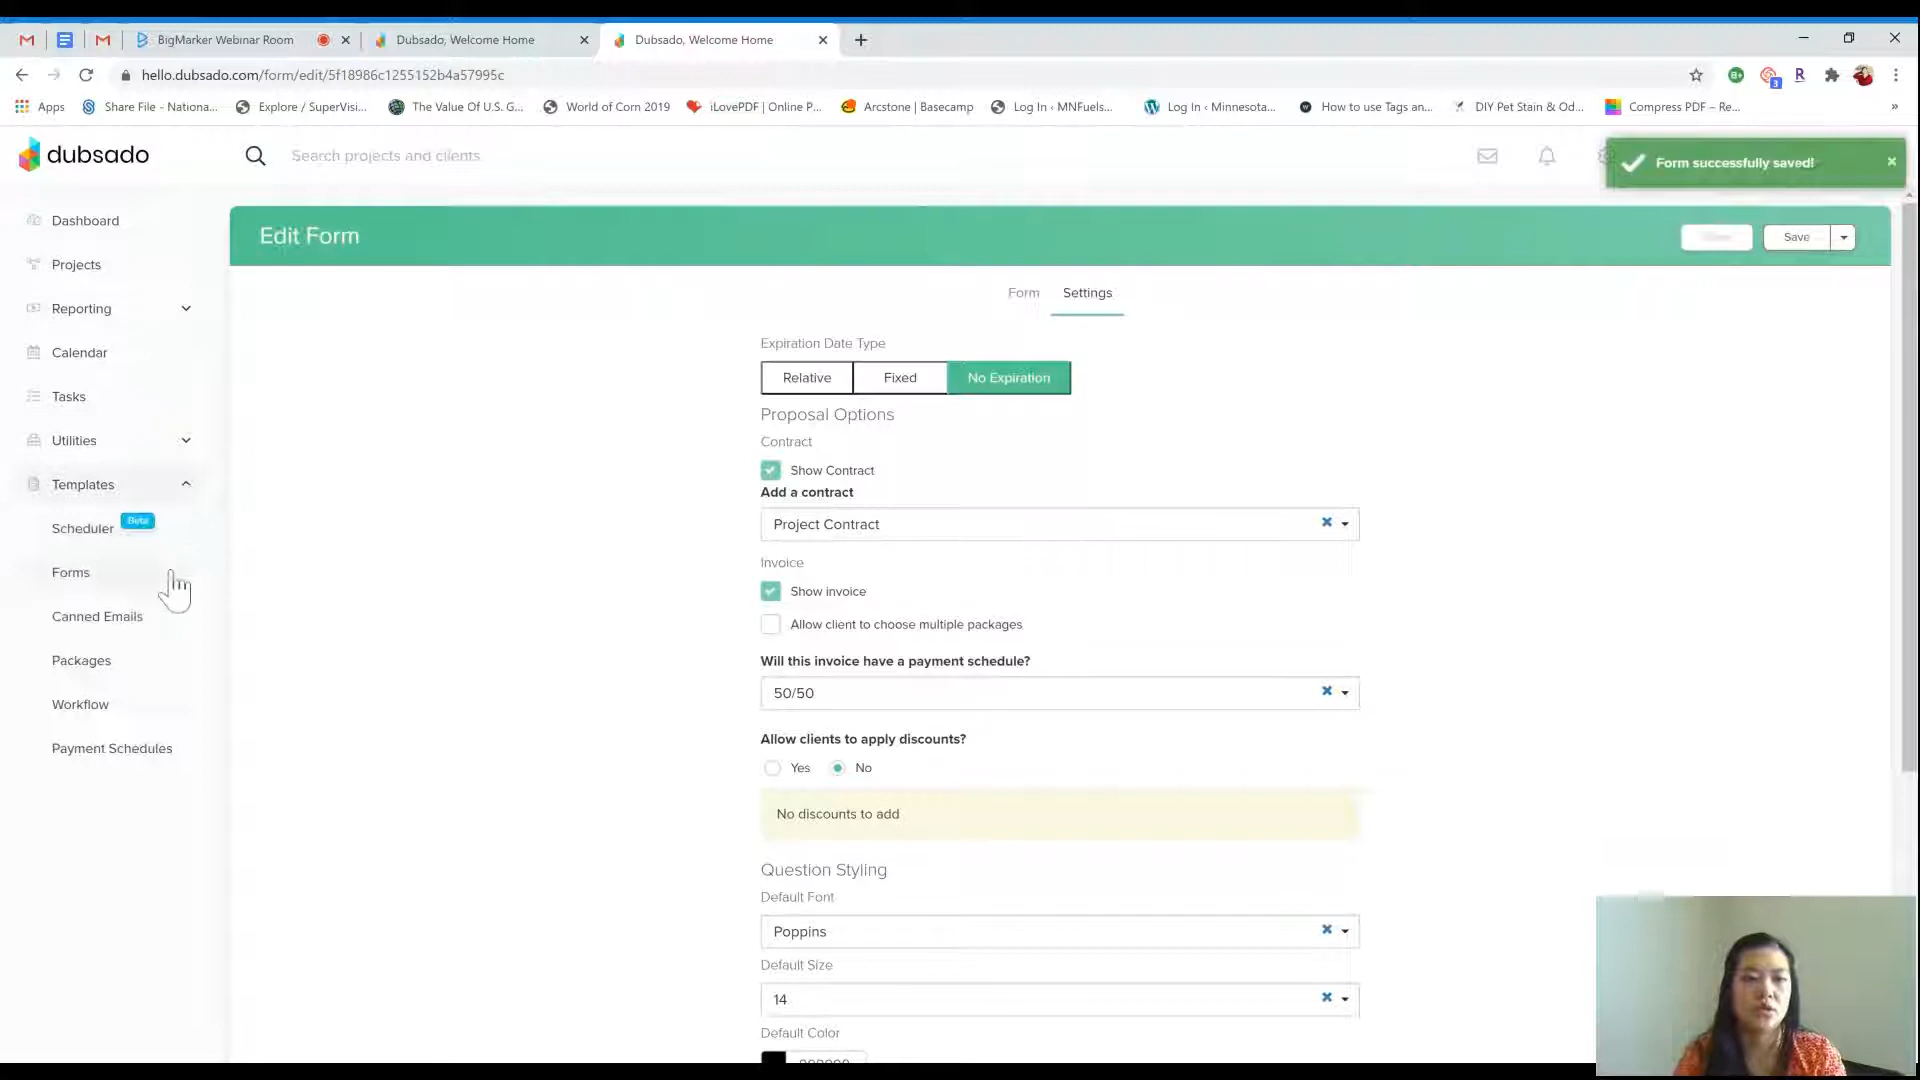 BigMarker Webinar Room
Dubsado, Welcome Home
Dubsado, Welcome Home
hello.dubsado.com/form/edit/5f18986c1255152b4a57995c
Apps
Share File - Nationa...
Explore / SuperVisi...
The Value Of U.S. G...
World of Corn 2019
iLovePDF | Online P...
Arcstone | Basecamp
Log In ‹ MNFuels...
Log In ‹ Minnesota...
How to use Tags an...
DIY Pet Stain & Od...
Compress PDF – Re...
»
dubsado
Search projects and clients
Form successfully saved!
Edit Form
Save
Dashboard
Projects
Reporting
Calendar
Tasks
Utilities
Templates
Scheduler
Beta
Forms
Canned Emails
Packages
Workflow
Payment Schedules
Form
Settings
Expiration Date Type
Relative
Fixed
No Expiration
Proposal Options
Contract
Show Contract
Add a contract
Project Contract
Invoice
Show invoice
Allow client to choose multiple packages
Will this invoice have a payment schedule?
50/50
Allow clients to apply discounts?
Yes
No
No discounts to add
Question Styling
Default Font
Poppins
Default Size
14
Default Color